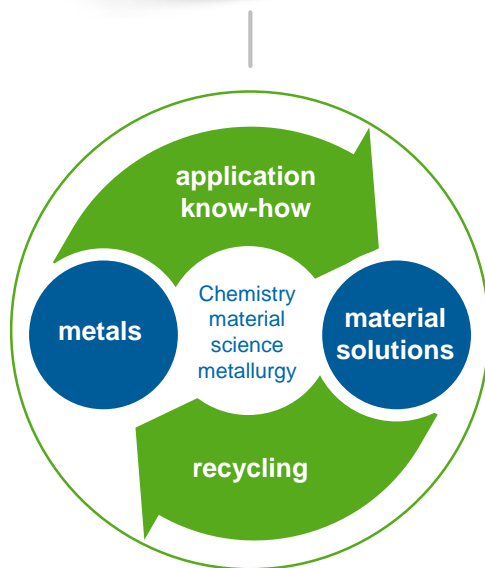 application
know-how
metals
Chemistry
material
science
metallurgy
material
solutions
recycling